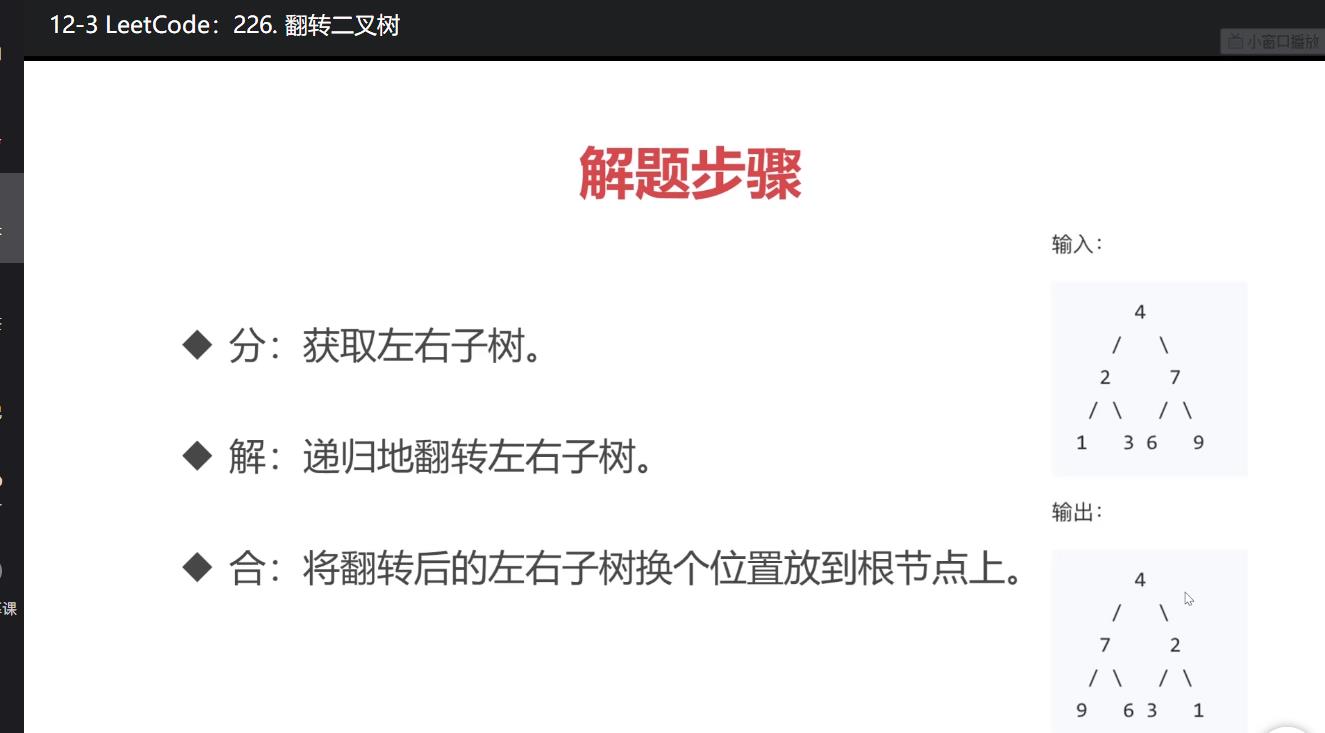 12-3 LeetCode：226. 翻转二叉树
小窗口播放
解题步骤
◆ 分：获取左右子树。
◆ 解：递归地翻转左右子树。
◆ 合：将翻转后的左右子树换个位置放到根节点上。
输入：
4
/ \
2 7
/ \ / \
1 3 6 9
输出：
4
/ \
7 2
/ \ / \
9 6 3 1
课